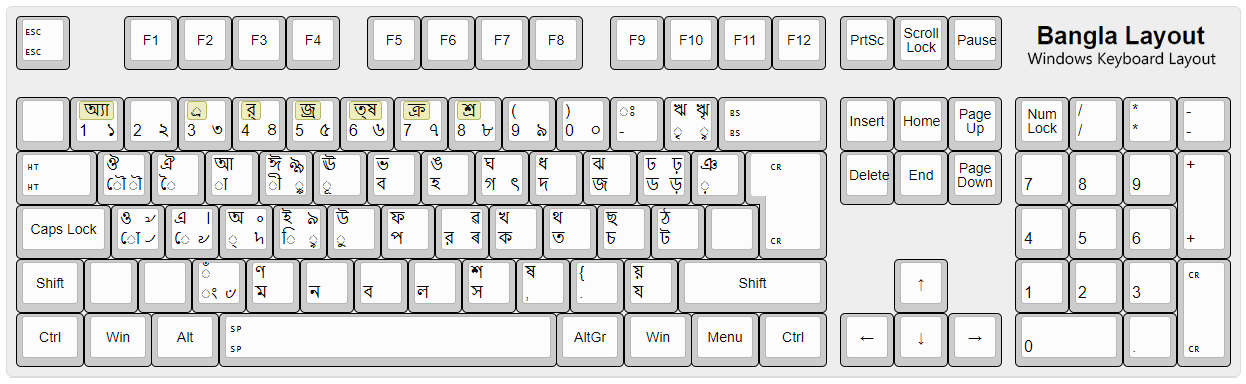 ESC F1 F2 F3 F4 F5 F6 F7 F8 F9 F10 F11 F12 PrtSc Scroll Pause Bangla Layout
ESC Lock Windows Keyboard Layout
অ্যা র্ জ্র ত্ষ ক্র শ্র ( ) ঃ ঋ ৠ BS Insert Home Page Num / * -
1 ১ 2 ২ 3 ৩ 4 ৪ 5 ৫ 6 ৬ 7 ৭ 8 ৮ 9 ৯ 0 ০ - ৃ ৄ BS Up Lock / * -
HT ঔ ঐ আ ঈ ৡ ঊ ভ ঙ ঘ ধ ঝ ঢ ঢ় ঞ CR Delete End Page +
HT ৌ ৗ ৈ া ী ৣ ূ ব হ গ ৎ দ জ ড ড় ় Down 7 8 9
Caps Lock ও এ । অ ই ঌ উ ফ ৱ খ থ ছ ঠ
ো ে ্ ি ৢ ু প র ৰ ক ত চ ট CR 4 5 6 +
Shift ঁ ণ শ ষ { য় Shift ↑ CR
ং ম ন ব ল স , . য 1 2 3
Ctrl Win Alt SP AltGr Win Menu Ctrl ← ↓ →
SP 0 . CR